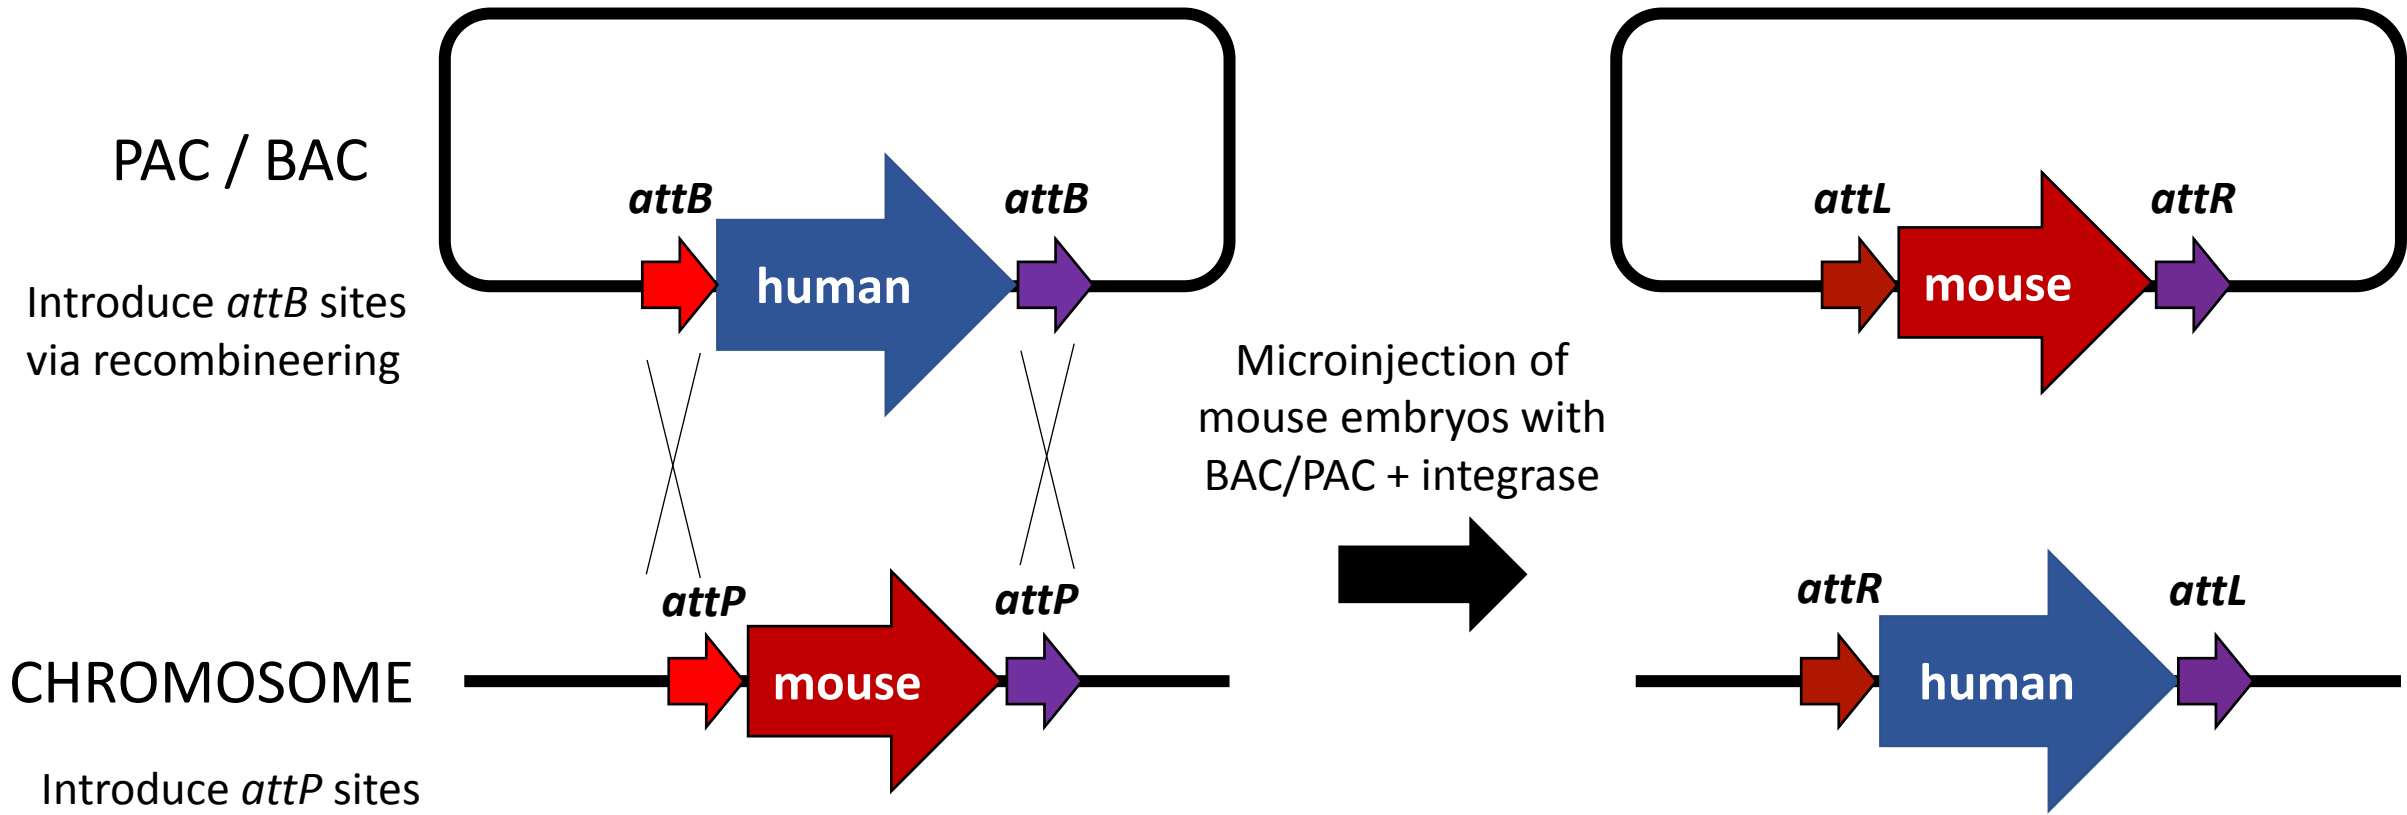 PAC / BAC
Introduce attB sites
via recombineering
attB
attB
human
attP
attP
mouse
CHROMOSOME
Introduce attP sites
Microinjection of
mouse embryos with
BAC/PAC + integrase
attL
attR
mouse
attR
attL
human